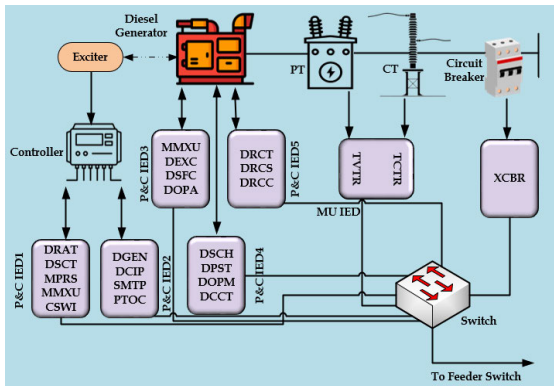 Diesel
Generator
Exciter
PT
CT
Circuit
Breaker
Controller
P&C IED3
MMXU
DEXC
DSFC
DOPA
DRCT
DRCS
DRCC
P&C IED5
TVTR
TCTR
MU IED
XCBR
P&C IED1
DRAT
DSCT
MPRS
MMXU
CSWI
DGEN
DCIP
SMTP
PTOC
P&C IED2
DSCH
DPST
DOPM
DCCT
P&C IED4
Switch
To Feeder Switch